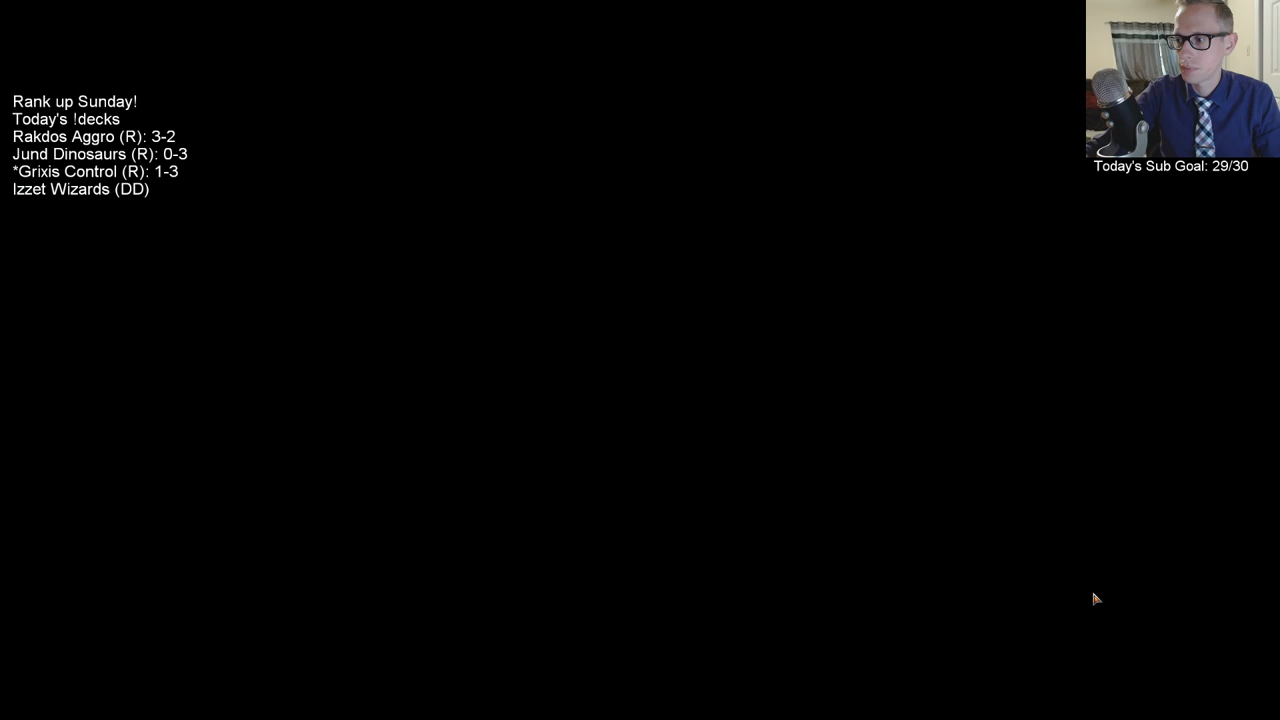 Rank up Sunday!
Today's !decks
Rakdos Aggro (R): 3-2
Jund Dinosaurs (R): 0-3
*Grixis Control (R): 1-3
Izzet Wizards (DD)
Today's Sub Goal: 29/30